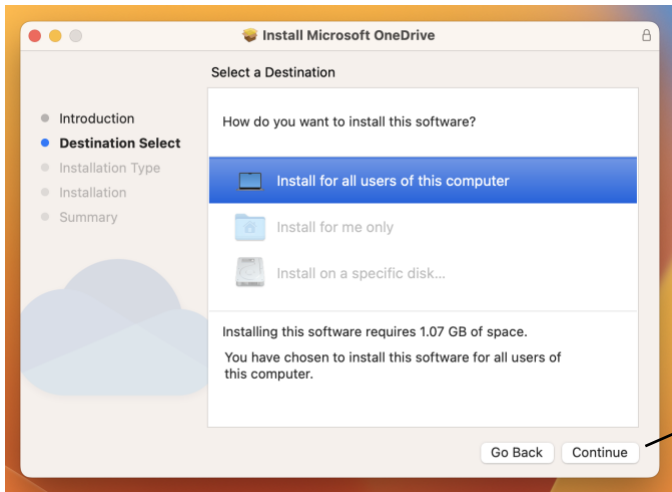 Install Microsoft OneDrive
Select a Destination
Introduction
Destination Select
Installation Type
Installation
Summary
How do you want to install this software?
Install for all users of this computer
Install for me only
Install on a specific disk...
Installing this software requires 1.07 GB of space.
You have chosen to install this software for all users of
this computer.
Go Back
Continue